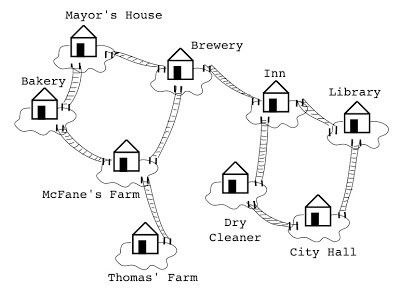 Mayor's House
Brewery
Inn
Bakery
Library
McFane's Farm
Dry
Cleaner
City Hall
Thomas' Farm